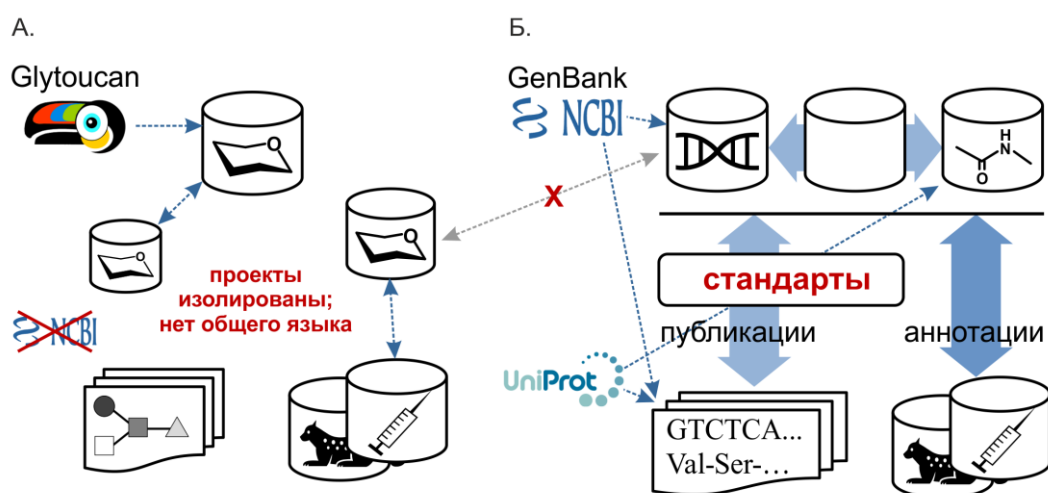 А.
Glytoucan
O
O
O
проекты
изолированы;
нет общего языка
NCBI
Б.
GenBank
NCBI
H
N
O
X
стандарты
публикации
аннотации
UniProt
GTCTCA...
Val-Ser-...